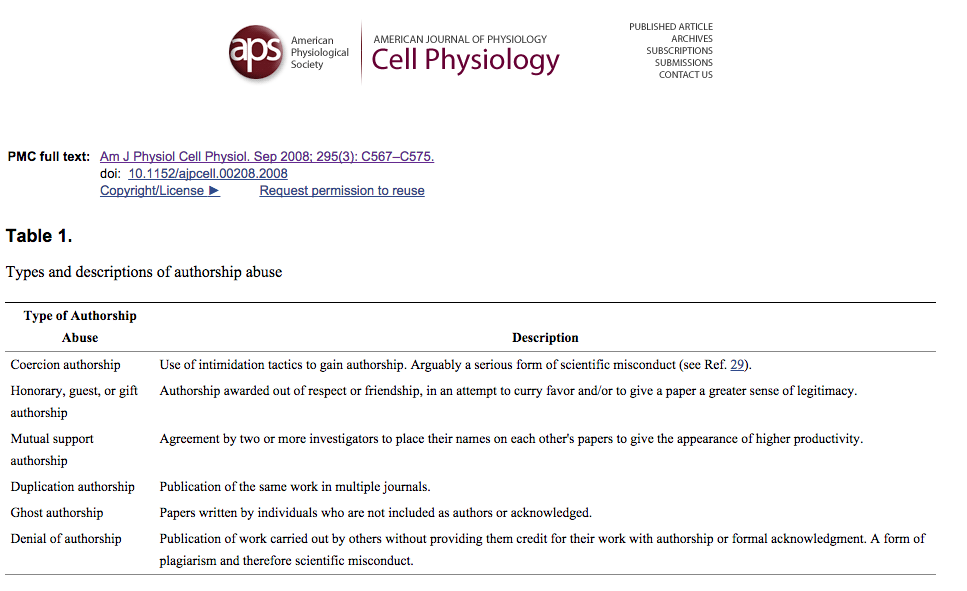 aps
American
Physiological
Society
AMERICAN JOURNAL OF PHYSIOLOGY
Cell Physiology
PUBLISHED ARTICLE
ARCHIVES
SUBSCRIPTIONS
SUBMISSIONS
CONTACT US
PMC full text: Am J Physiol Cell Physiol. Sep 2008; 295(3): C567–C575.
doi: 10.1152/ajpcell.00208.2008
Copyright/License ► Request permission to reuse
Table 1.
Types and descriptions of authorship abuse
Type of Authorship
Abuse Description
Coercion authorship Use of intimidation tactics to gain authorship. Arguably a serious form of scientific misconduct (see Ref. 29).
Honorary, guest, or gift Authorship awarded out of respect or friendship, in an attempt to curry favor and/or to give a paper a greater sense of legitimacy.
authorship
Mutual support Agreement by two or more investigators to place their names on each other's papers to give the appearance of higher productivity.
authorship
Duplication authorship Publication of the same work in multiple journals.
Ghost authorship Papers written by individuals who are not included as authors or acknowledged.
Denial of authorship Publication of work carried out by others without providing them credit for their work with authorship or formal acknowledgment. A form of
plagiarism and therefore scientific misconduct.